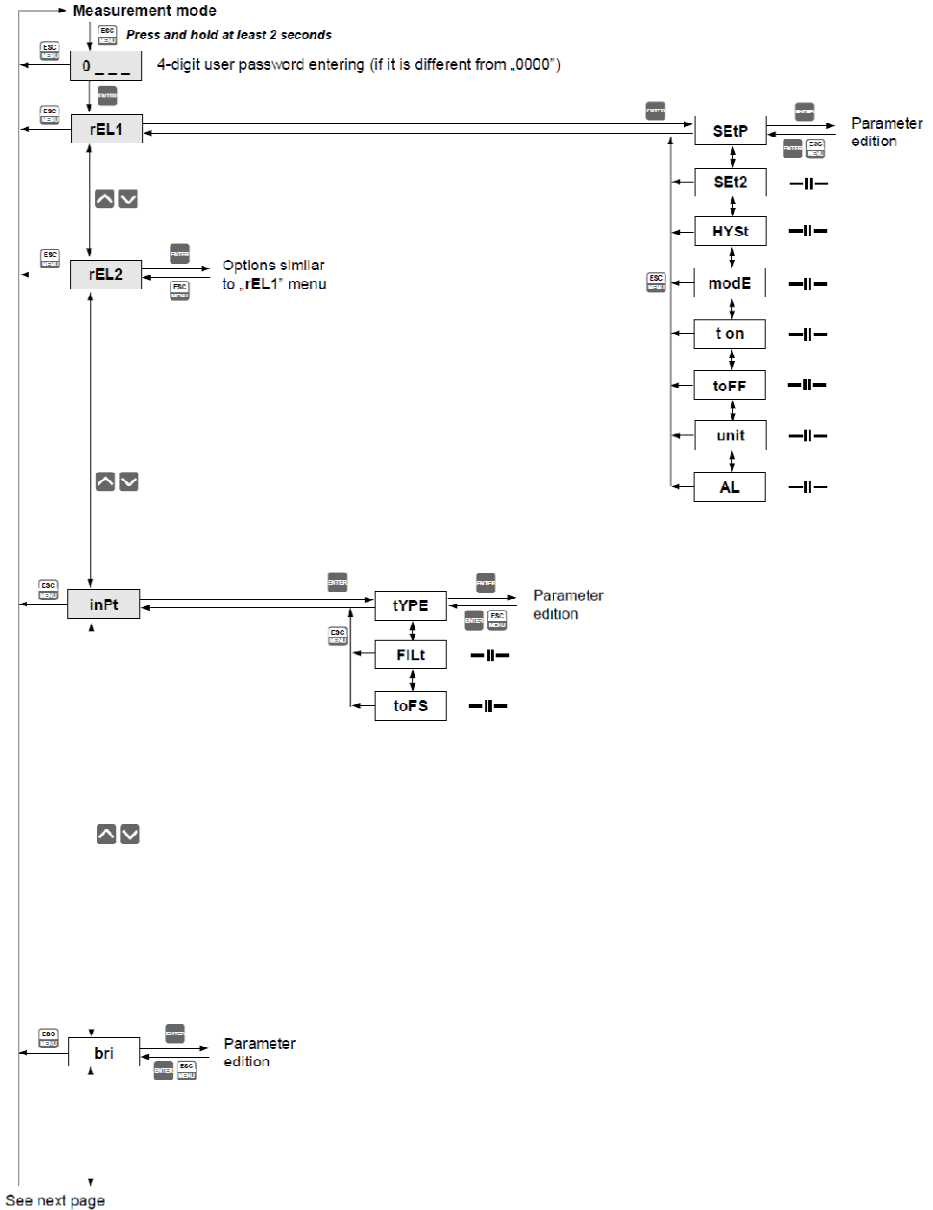 Measurement mode
ESC
MENU
Press and hold at least 2 seconds
ESC
MENU
0 _ _ _
4-digit user password entering (if it is different from „0000”)
ENTER
ESC
MENU
rEL1
ENTER
SEtP
ENTER
ENTER
ESC
MENU
Parameter
edition
SEt2
HYSt
ESC
MENU
rEL2
ENTER
ESC
MENU
Options similar
to „rEL1” menu
ESC
MENU
modE
t on
toFF
unit
AL
ESC
MENU
inPt
ENTER
ESC
MENU
tYPE
ENTER
ENTER
ESC
MENU
Parameter
edition
FILt
toFS
ESC
MENU
bri
ENTER
ENTER
ESC
MENU
Parameter
edition
See next page